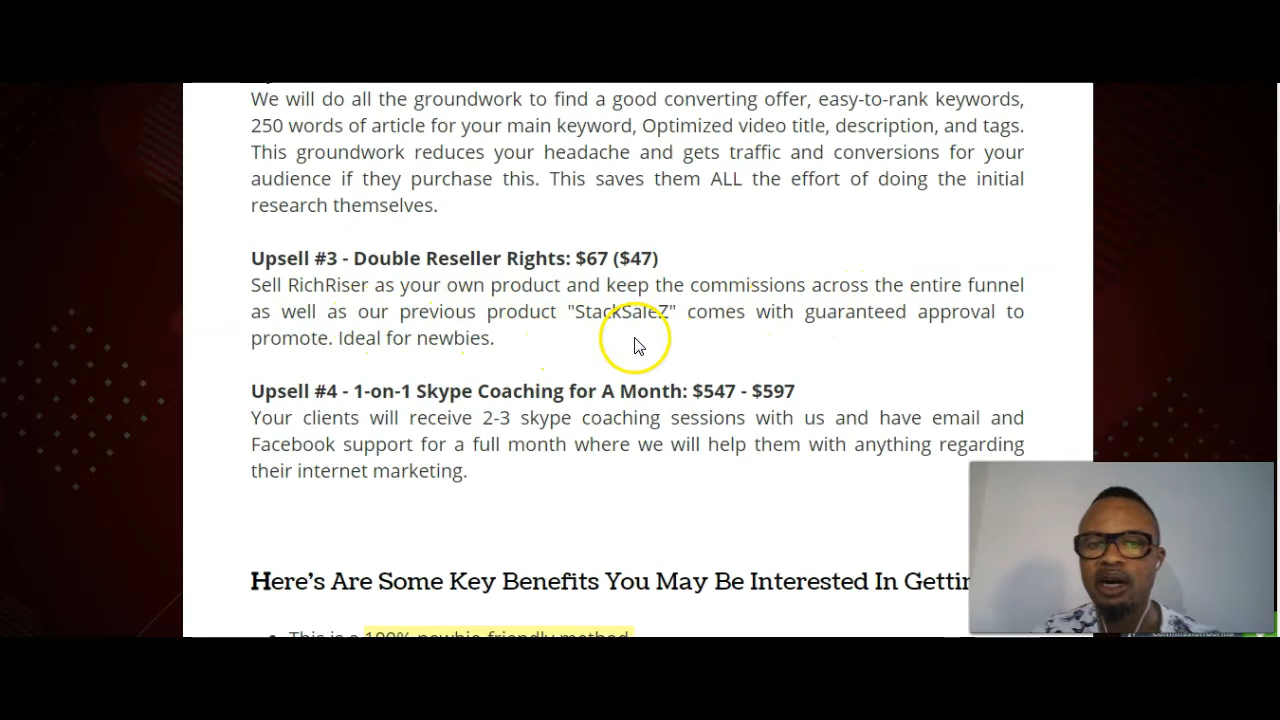 We will do all the groundwork to find a good converting offer, easy-to-rank keywords,
250 words of article for your main keyword, Optimized video title, description, and tags.
This groundwork reduces your headache and gets traffic and conversions for your
audience if they purchase this. This saves them ALL the effort of doing the initial
research themselves.
Upsell #3 - Double Reseller Rights: $67 ($47)
Sell RichRiser as your own product and keep the commissions across the entire funnel
as well as our previous product "StackSaleZ" comes with guaranteed approval to
promote. Ideal for newbies.
Upsell #4 - 1-on-1 Skype Coaching for A Month: $547 - $597
Your clients will receive 2-3 skype coaching sessions with us and have email and
Facebook support for a full month where we will help them with anything regarding
their internet marketing.
Here's Are Some Key Benefits You May Be Interested In Gettin
This is a 100% newbie friendly method